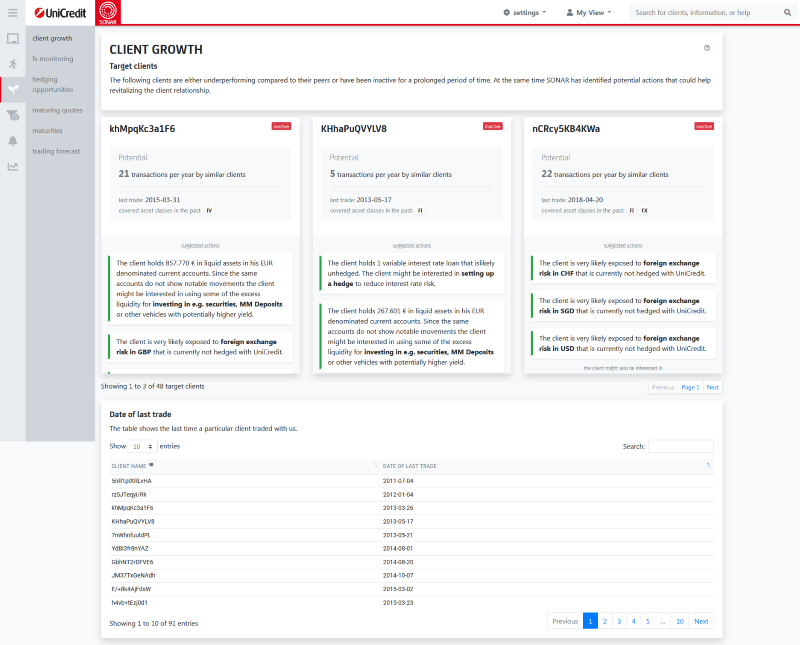 UniCredit
SONAR
settings
My View
Search for clients, information, or help
client growth
fx monitoring
hedging
opportunities
maturing quotes
maturities
trading forecast
CLIENT GROWTH
Target clients
The following clients are either underperforming compared to their peers or have been inactive for a prolonged period of time. At the same time SONAR has identified potential actions that could help
revitalizing the client relationship.
khMpqKc3a1F6
inactive
Potential
21 transactions per year by similar clients
last trade: 2015-03-31
covered asset classes in the past: IV
suggested actions
The client holds 857.770 € in liquid assets in his EUR
denominated current accounts. Since the same
accounts do not show notable movements the client
might be interested in using some of the excess
liquidity for investing in e.g. securities, MM Deposits
or other vehicles with potentially higher yield.
The client is very likely exposed to foreign exchange
risk in GBP that is currently not hedged with UniCredit.
KHhaPuQVYLV8
inactive
Potential
5 transactions per year by similar clients
last trade: 2013-05-17
covered asset classes in the past: FI
suggested actions
The client holds 1 variable interest rate loan that islikely
unhedged. The client might be interested in setting up
a hedge to reduce interest rate risk.
The client holds 267.601 € in liquid assets in his EUR
denominated current accounts. Since the same
accounts do not show notable movements the client
might be interested in using some of the excess
liquidity for investing in e.g. securities, MM Deposits
or other vehicles with potentially higher yield.
nCRcy5KB4KWa
inactive
Potential
22 transactions per year by similar clients
last trade: 2018-04-20
covered asset classes in the past: FI FX
suggested actions
The client is very likely exposed to foreign exchange
risk in CHF that is currently not hedged with UniCredit.
The client is very likely exposed to foreign exchange
risk in SGD that is currently not hedged with UniCredit.
The client is very likely exposed to foreign exchange
risk in USD that is currently not hedged with UniCredit.
the client might also be interested in
Showing 1 to 3 of 48 target clients
Previous Page 1 Next
Date of last trade
The table shows the last time a particular client traded with us.
Show 10 entries
Search:
CLIENT NAME DATE OF LAST TRADE
5nR1p0tRLvHA 2011-07-04
rz5JTeqyI/Rk 2012-01-04
khMpqKc3a1F6 2013-03-26
KHhaPuQVYLV8 2013-05-17
7nWhnfuutdPL 2013-05-21
YdBl3fr8nYAZ 2014-08-01
GbhNT2rDFVE6 2014-08-20
JM37TxGeNAdh 2014-10-07
E/+8k4AjFdsW 2015-03-02
h4vb+tEzj0d1 2015-03-23
Showing 1 to 10 of 91 entries
Previous 1 2 3 4 5 ... 10 Next